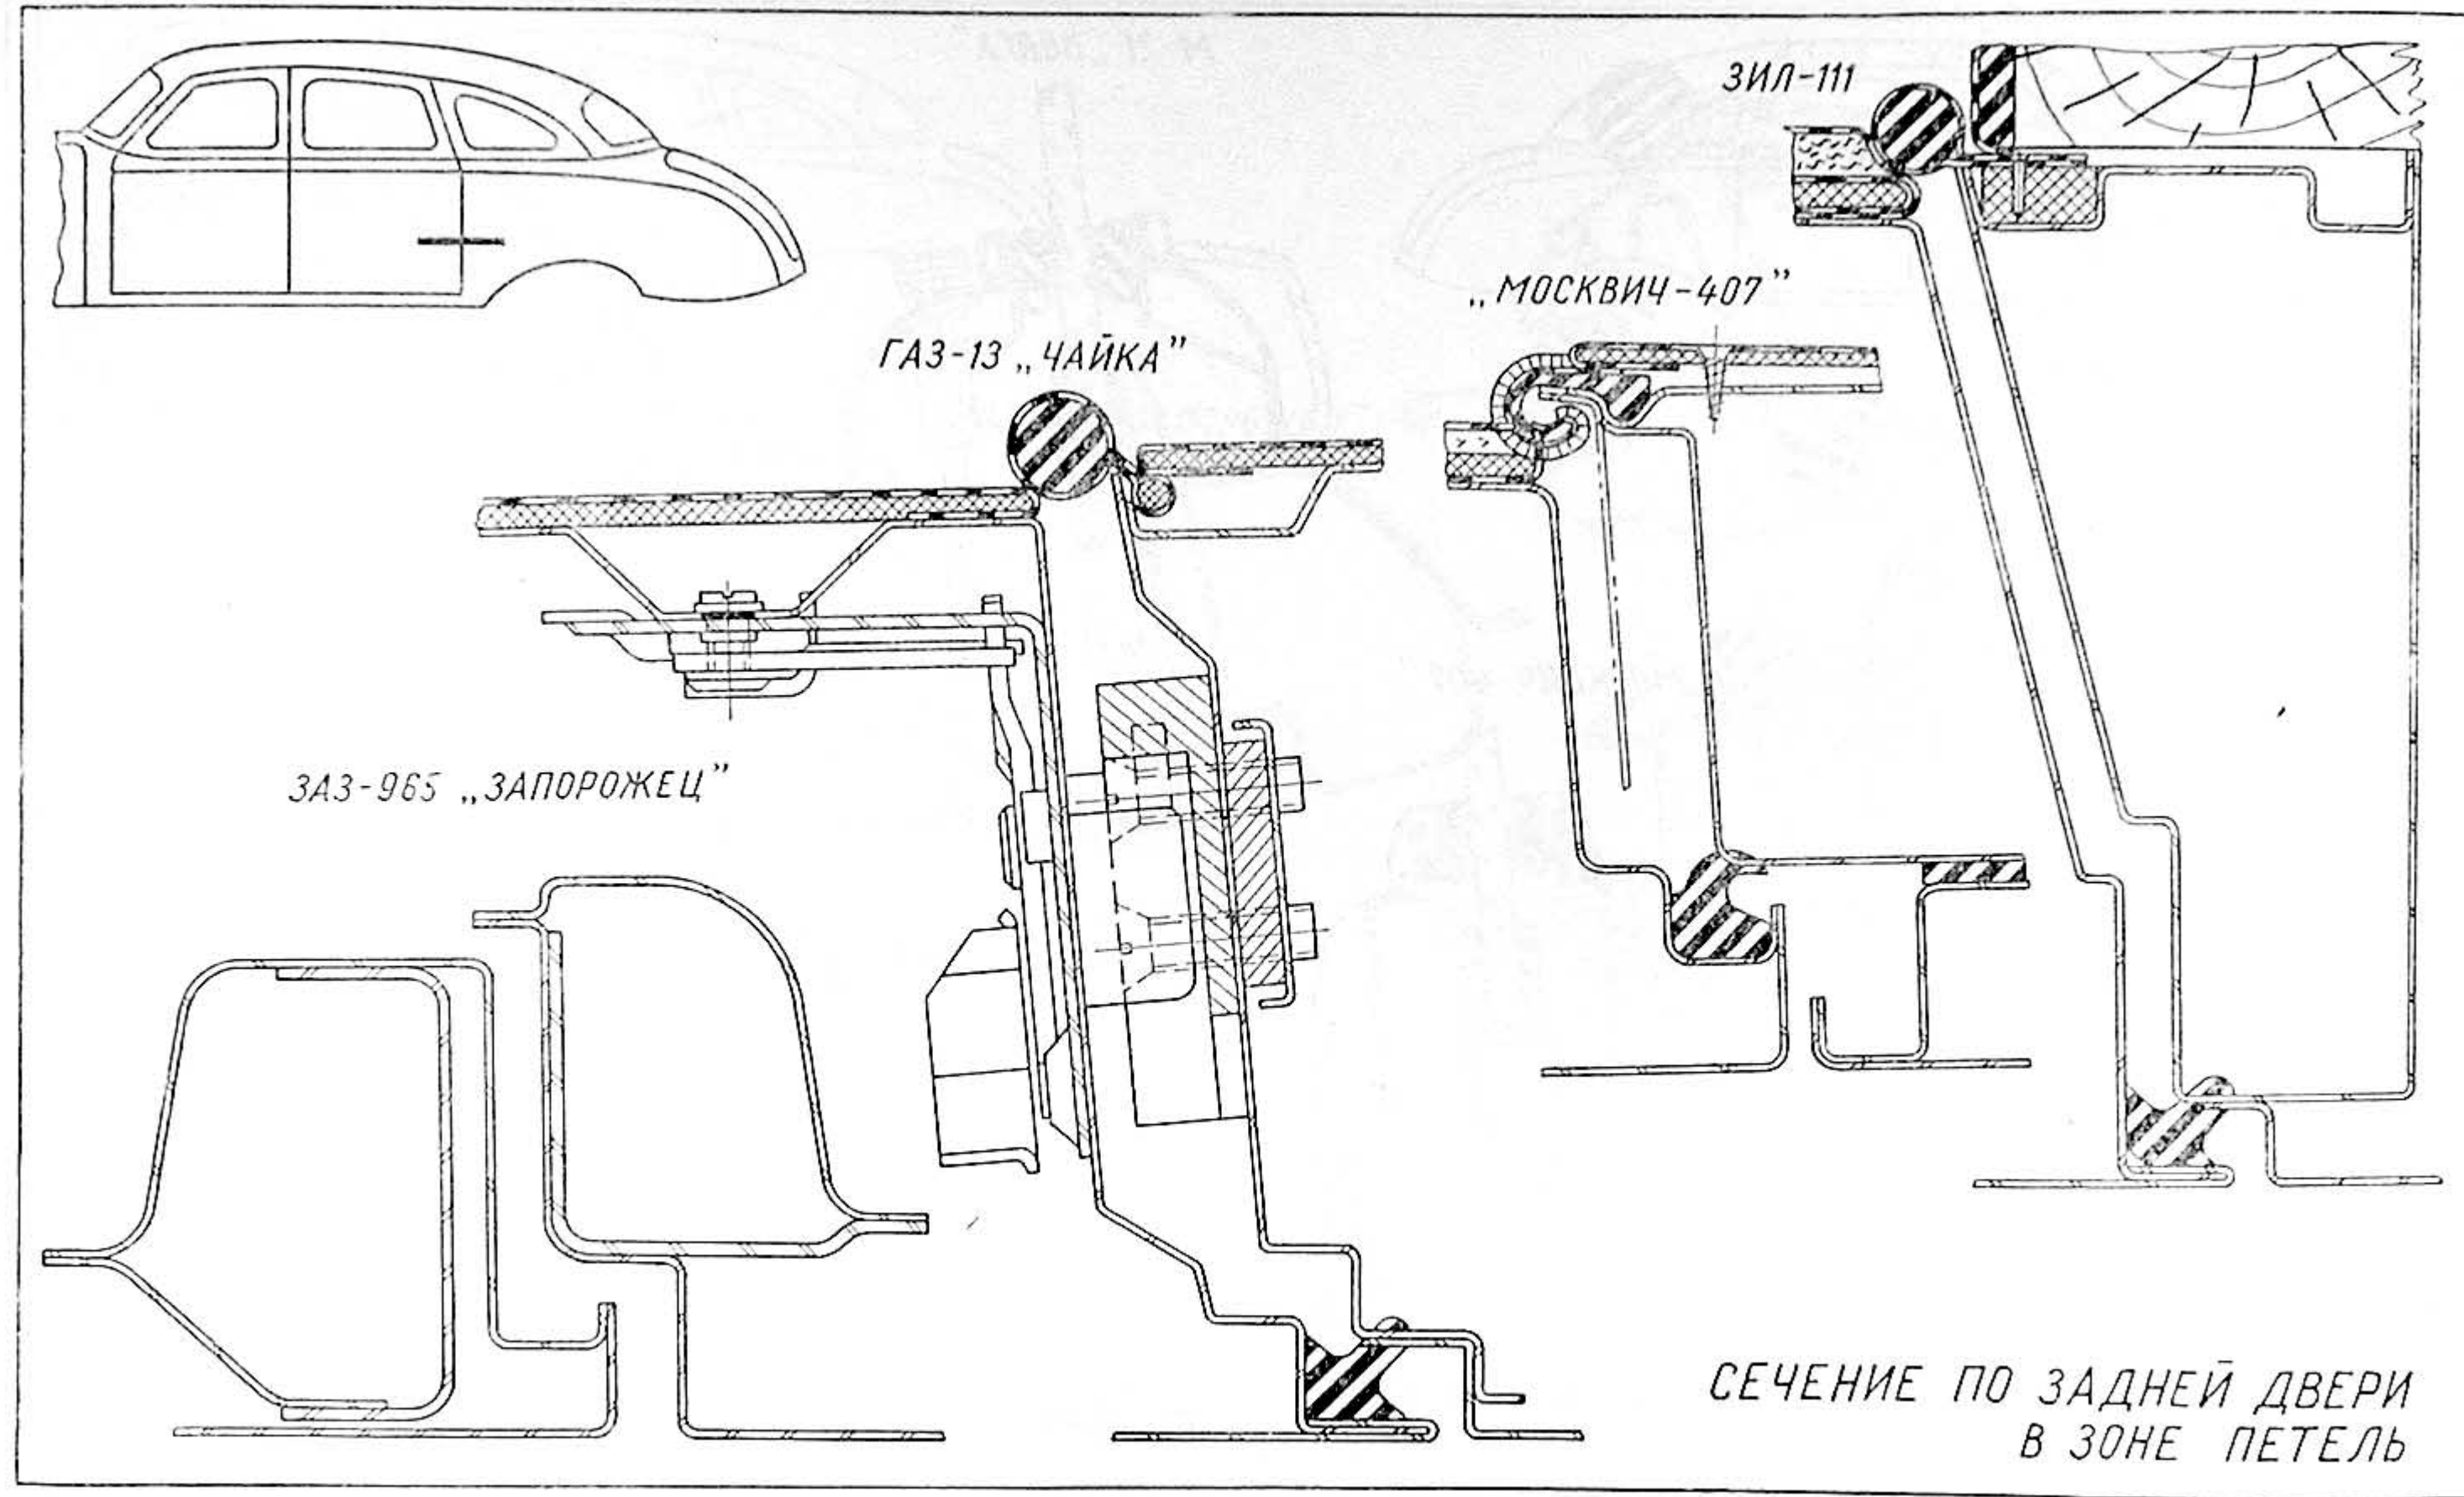 ЗИЛ-111
„МОСКВИЧ-407”
ГАЗ-13 „ЧАЙКА”
ЗАЗ-965 „ЗАПОРОЖЕЦ”
СЕЧЕНИЕ ПО ЗАДНЕЙ ДВЕРИ
В ЗОНЕ ПЕТЕЛЬ